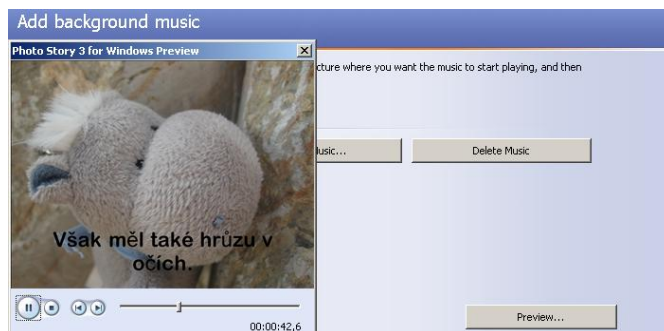 Add background music
Photo Story 3 for Windows Preview
cture where you want the music to start playing, and then
Music...
Delete Music
Však měl také hrůzu v
očích.
00:00:42,6
Preview...